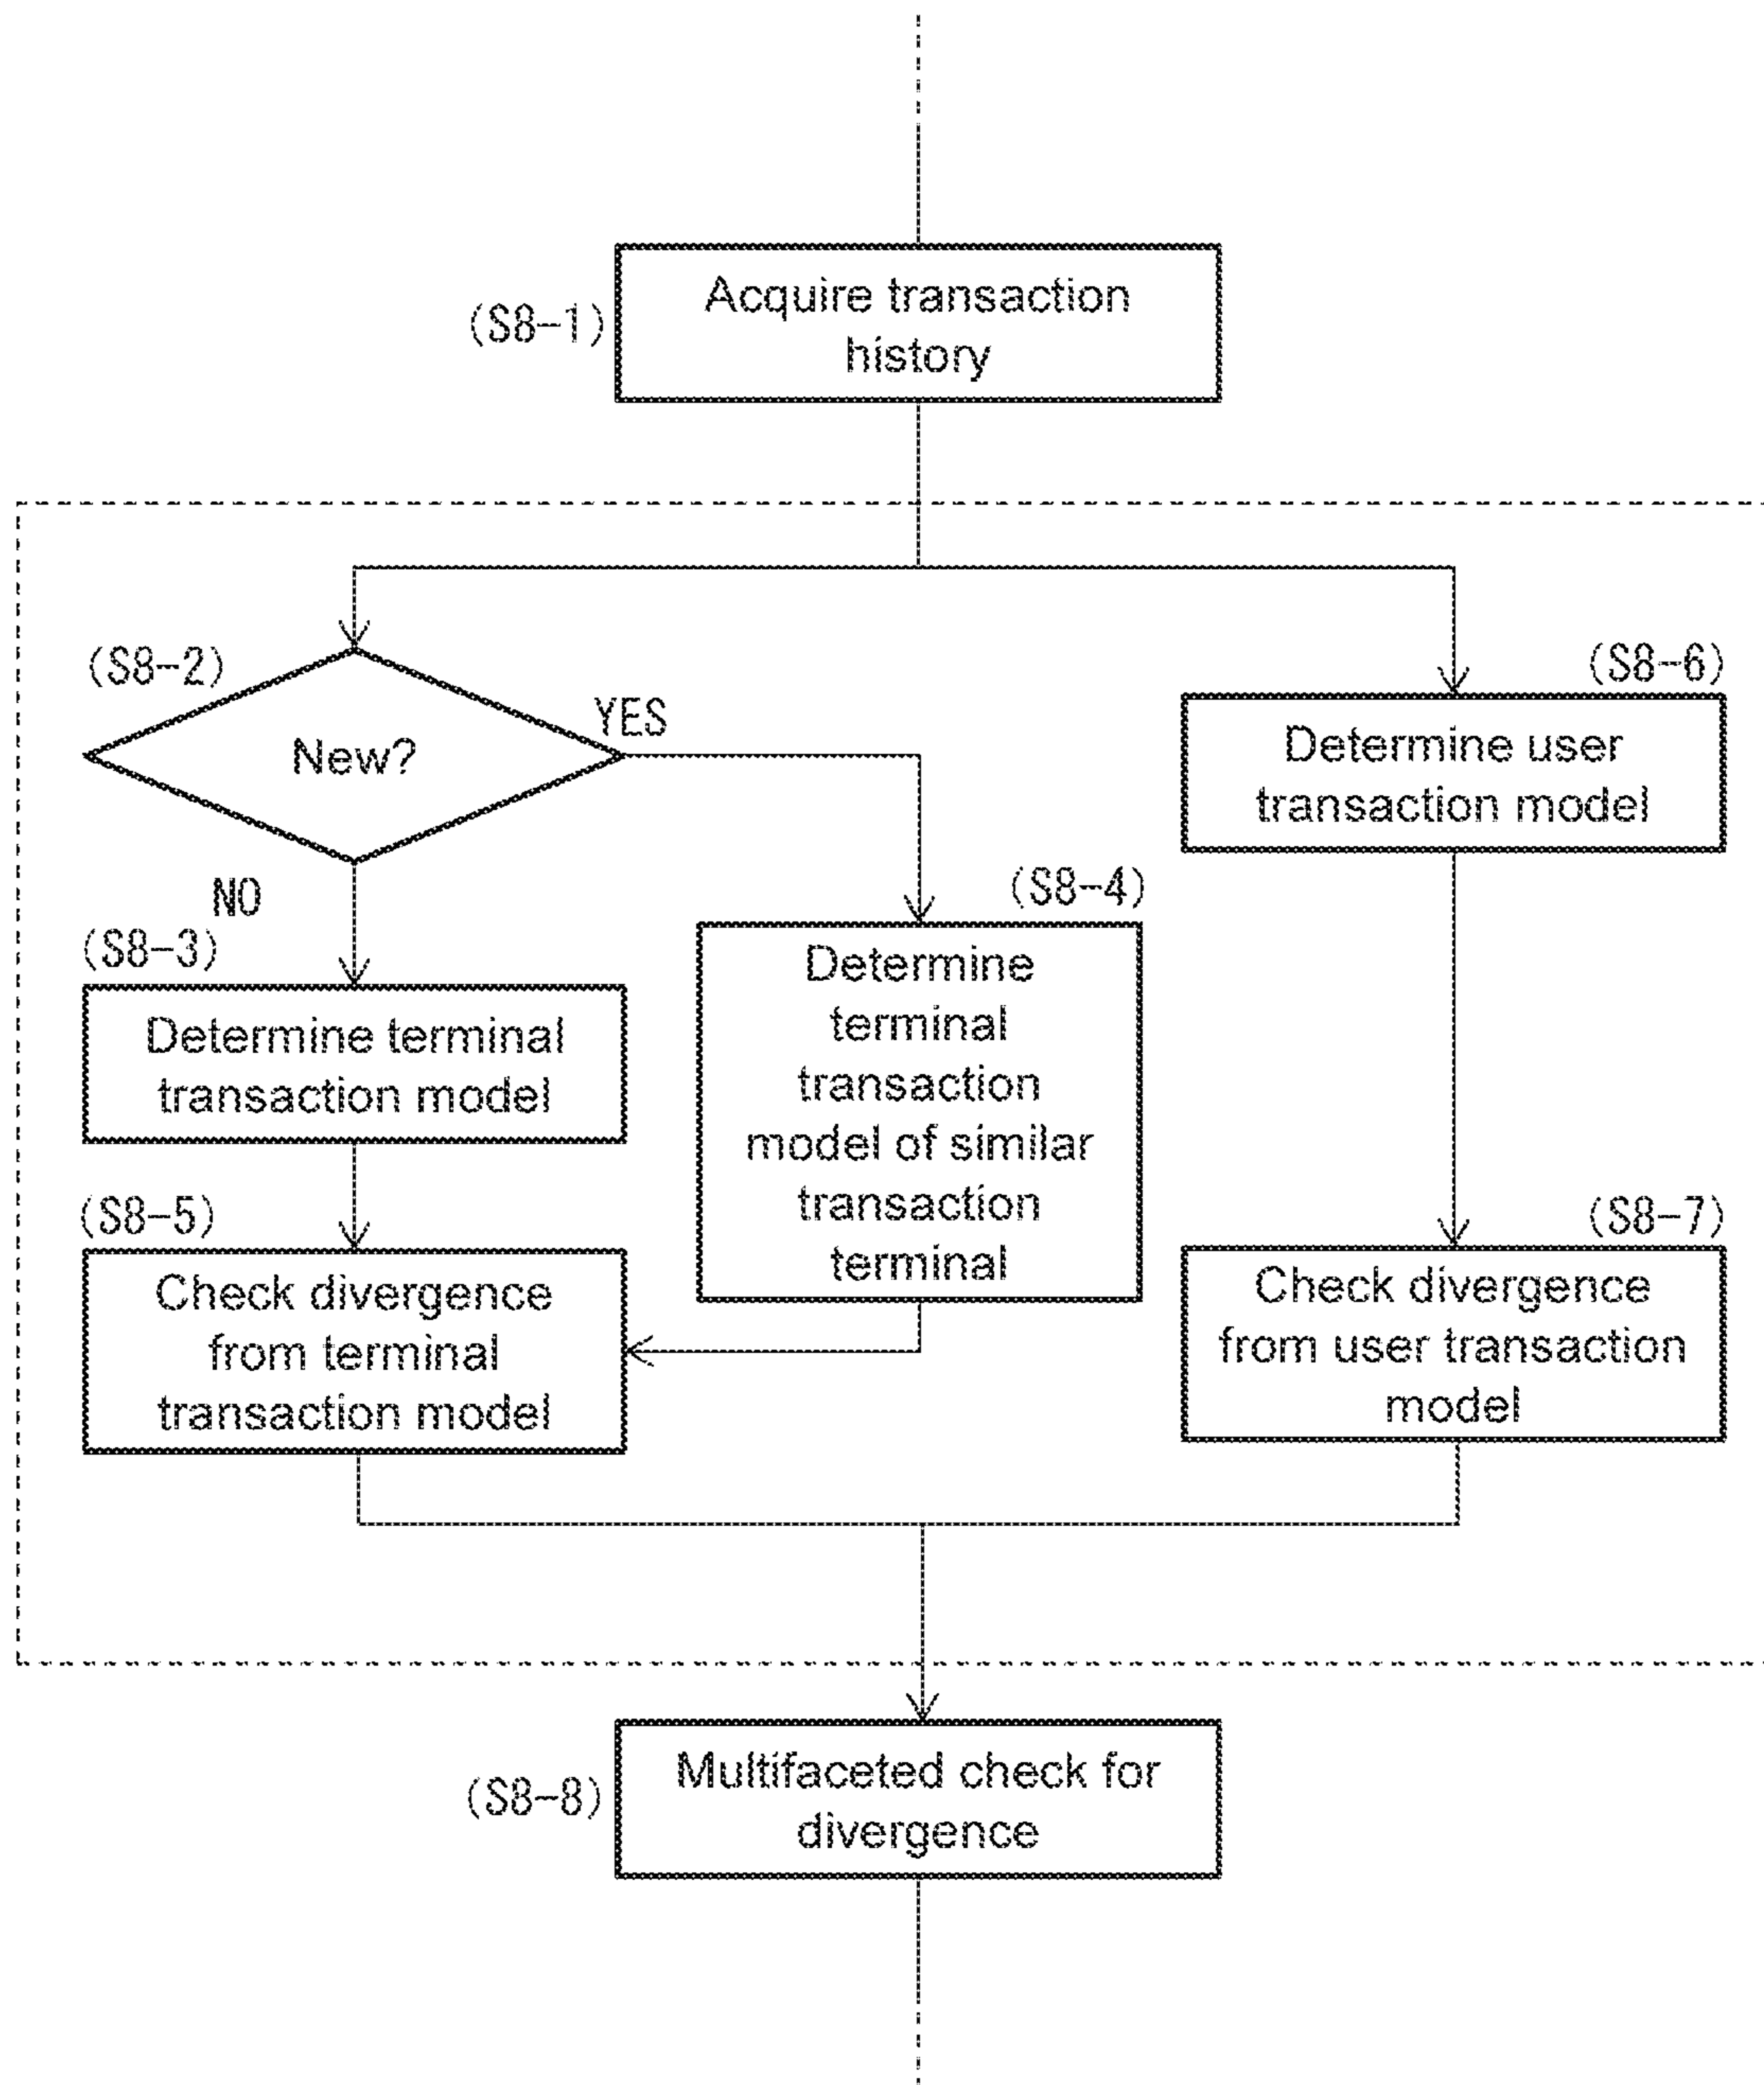 (S8-1)
Acquire transaction
history
(S8-2)
New?
YES
NO
(S8-3)
Determine terminal
transaction model
(S8-4)
Determine
terminal
transaction
model of similar
transaction
terminal
(S8-5)
Check divergence
from terminal
transaction model
(S8-6)
Determine user
transaction model
(S8-7)
Check divergence
from user transaction
model
(S8-8)
Multifaceted check for
divergence